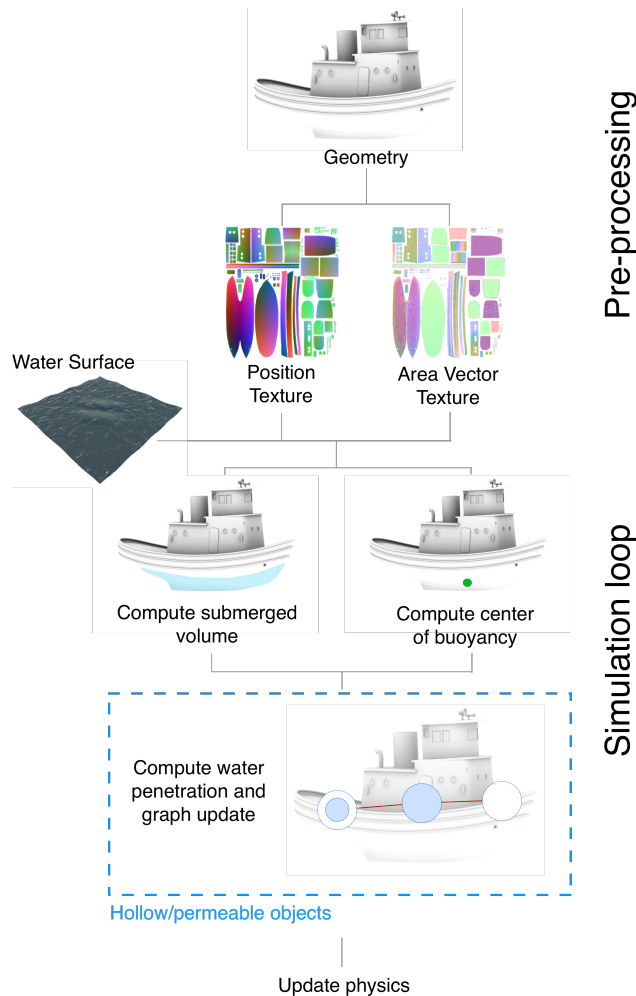 Geometry
Pre-processing
Position
Texture
Area Vector
Texture
Water Surface
Compute submerged
volume
Compute center
of buoyancy
Simulation loop
Compute water
penetration and
graph update
Hollow/permeable objects
Update physics